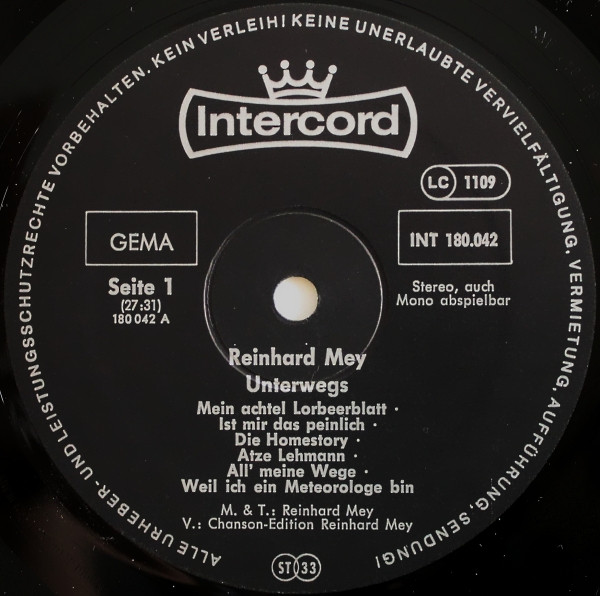 ALLE URHEBER- UND LEISTUNGSSCHUTZRECHTE VORBEHALTEN. KEIN VERLEIH! KEINE UNERLAUBTE VERVIELFÄLTIGUNG, VERMIETUNG, AUFFÜHRUNG, SENDUNG!
Intercord
LC 1109
GEMA
INT 180.042
Seite 1
(27:31)
180 042 A
Stereo, auch
Mono abspielbar
Reinhard Mey
Unterwegs
Mein achtel Lorbeerblatt ·
Ist mir das peinlich ·
Die Homestory ·
Atze Lehmann ·
All' meine Wege ·
Weil ich ein Meteorologe bin
M. & T.: Reinhard Mey
V.: Chanson-Edition Reinhard Mey
ST 33